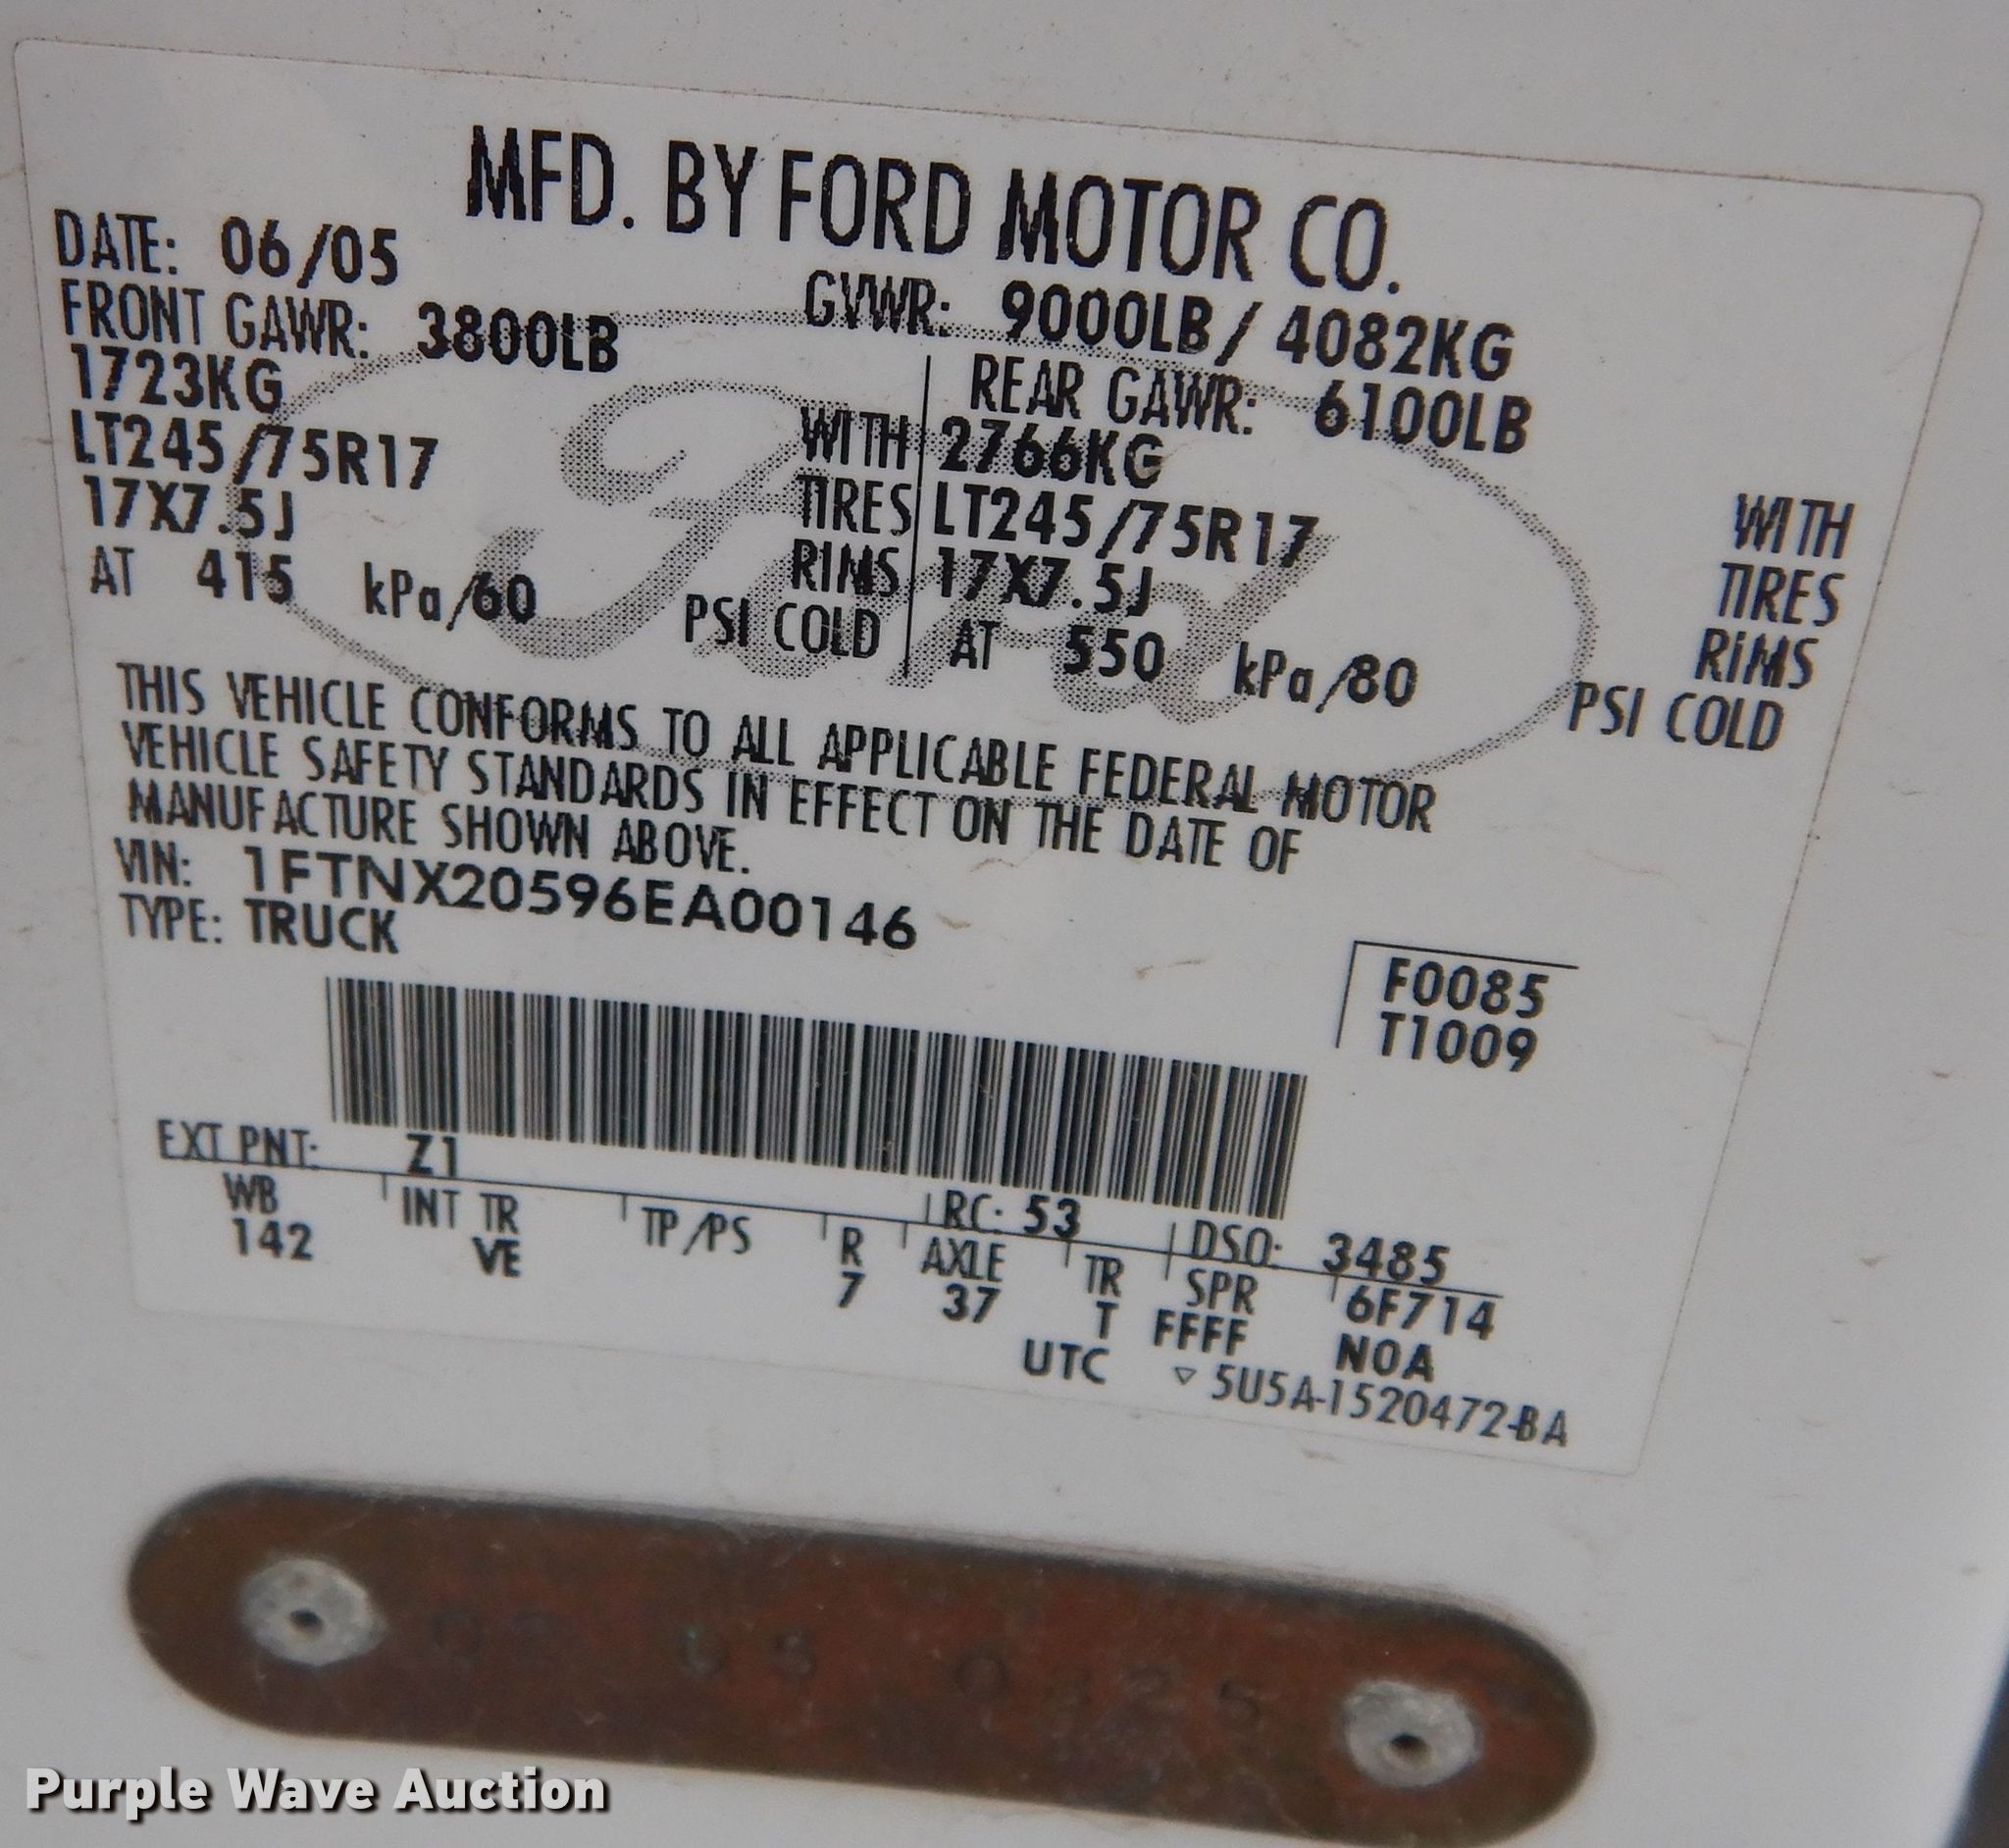 MFD. BY FORD MOTOR CO.
DATE: 06/05
GVWR: 9000LB/ 4082KG
FRONT GAWR: 3800LB
1723KG WITH
LT245/75R17 TIRES
17X7.5J RIMS
AT 415 kPa/60 PSI COLD
REAR GAWR: 6100LB
2766KG WITH
LT245/75R17 TIRES
17X7.5J RIMS
AT 550 kPa/80 PSI COLD
Ford
THIS VEHICLE CONFORMS TO ALL APPLICABLE FEDERAL MOTOR
VEHICLE SAFETY STANDARDS IN EFFECT ON THE DATE OF
MANUFACTURE SHOWN ABOVE.
VIN: 1FTNX20596EA00146
TYPE: TRUCK
F0085
T1009
EXT PNT: Z1 RC: 53 DSO: 3485
WB INT TR TP/PS R AXLE TR SPR 6F714
142 VE 7 37 T FFFF NOA
UTC ▽ 5U5A-1520472-BA
Purple Wave Auction